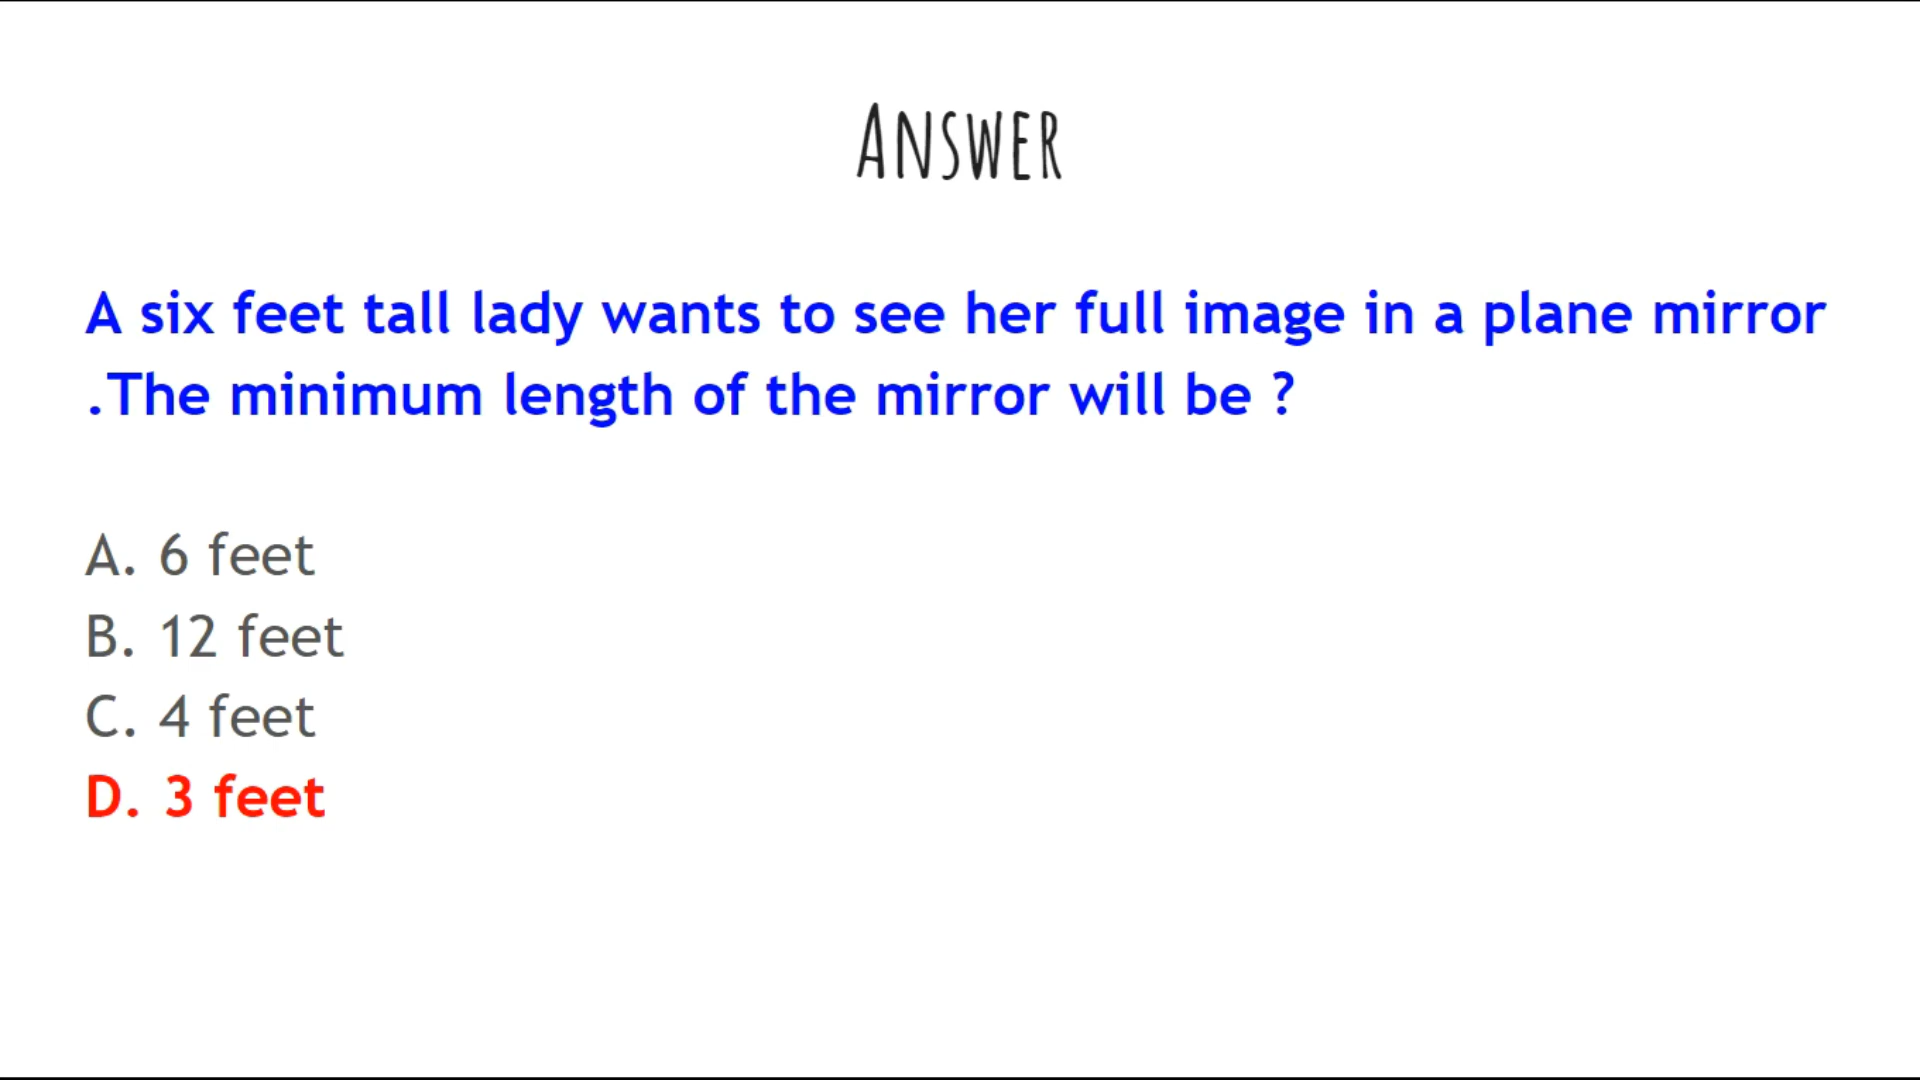 Answer
A six feet tall lady wants to see her full image in a plane mirror
.The minimum length of the mirror will be ?
A. 6 feet
B. 12 feet
C. 4 feet
D. 3 feet